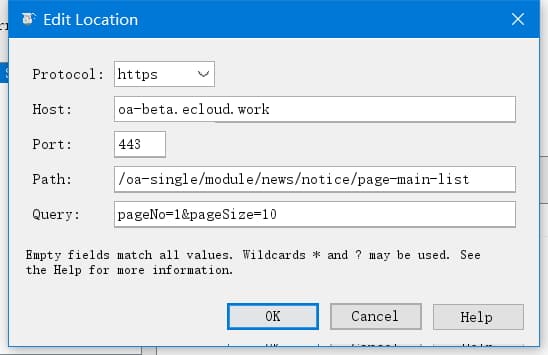 Edit Location
Protocol: https
Host: oa-beta.ecloud.work
Port: 443
Path: /oa-single/module/news/notice/page-main-list
Query: pageNo=1&pageSize=10
Empty fields match all values. Wildcards * and ? may be used. See
the Help for more information.
OK Cancel Help